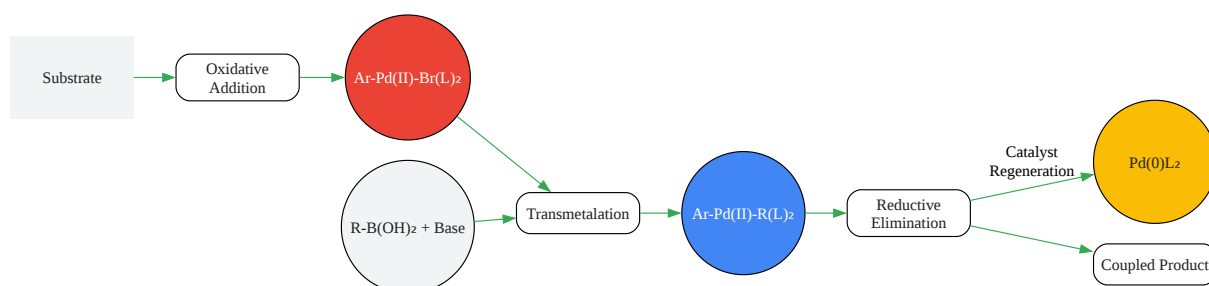 Substrate
Oxidative
Addition
Ar-Pd(II)-Br(L)₂
R-B(OH)₂ + Base
Transmetalation
Ar-Pd(II)-R(L)₂
Reductive
Elimination
Catalyst
Regeneration
Pd(0)L₂
Coupled Product